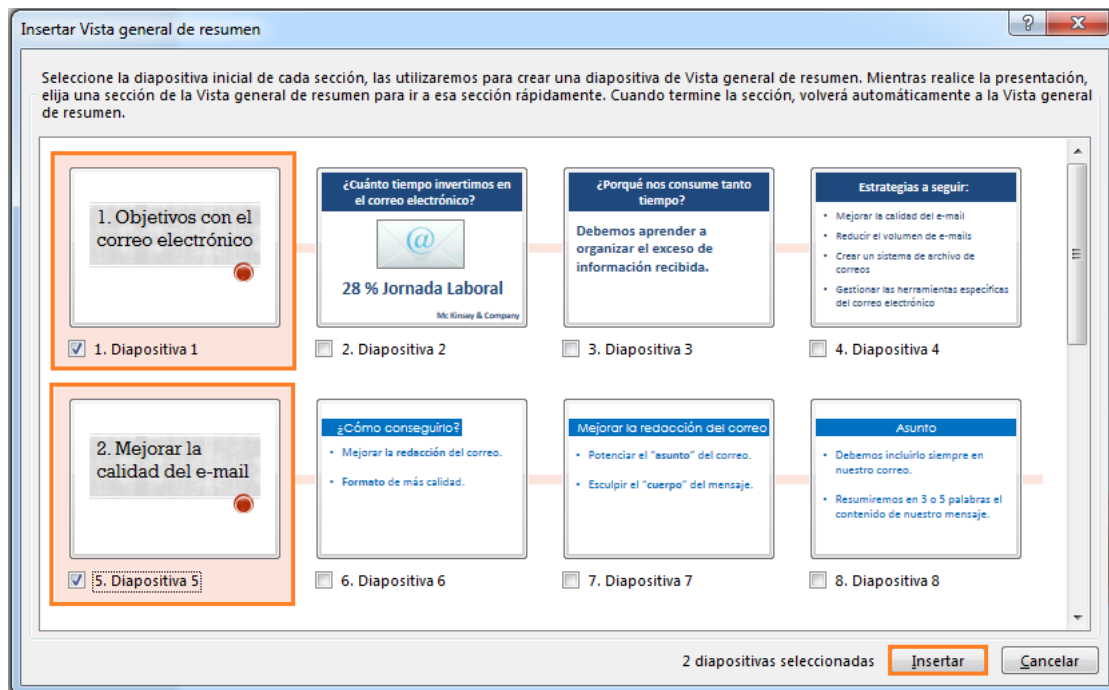 Insertar Vista general de resumen
Seleccione la diapositiva inicial de cada sección, las utilizaremos para crear una diapositiva de Vista general de resumen. Mientras realice la presentación,
elija una sección de la Vista general de resumen para ir a esa sección rápidamente. Cuando termine la sección, volverá automáticamente a la Vista general
de resumen.
1. Objetivos con el
correo electrónico
1. Diapositiva 1
¿Cuánto tiempo invertimos en
el correo electrónico?
@
28 % Jornada Laboral
Mc Kinsey & Company
2. Diapositiva 2
¿Porqué nos consume tanto
tiempo?
Debemos aprender a
organizar el exceso de
información recibida.
3. Diapositiva 3
Estrategias a seguir:
• Mejorar la calidad del e-mail
• Reducir el volumen de e-mails
• Crear un sistema de archivo de
correos
• Gestionar las herramientas específicas
del correo electrónico
4. Diapositiva 4
2. Mejorar la
calidad del e-mail
5. Diapositiva 5
¿Cómo conseguirlo?
• Mejorar la redacción del correo.
• Formato de más calidad.
6. Diapositiva 6
Mejorar la redacción del correo
• Potenciar el "asunto" del correo.
• Esculpir el "cuerpo" del mensaje.
7. Diapositiva 7
Asunto
• Debemos incluirlo siempre en
nuestro correo.
• Resumiremos en 3 o 5 palabras el
contenido de nuestro mensaje.
8. Diapositiva 8
2 diapositivas seleccionadas
Insertar
Cancelar